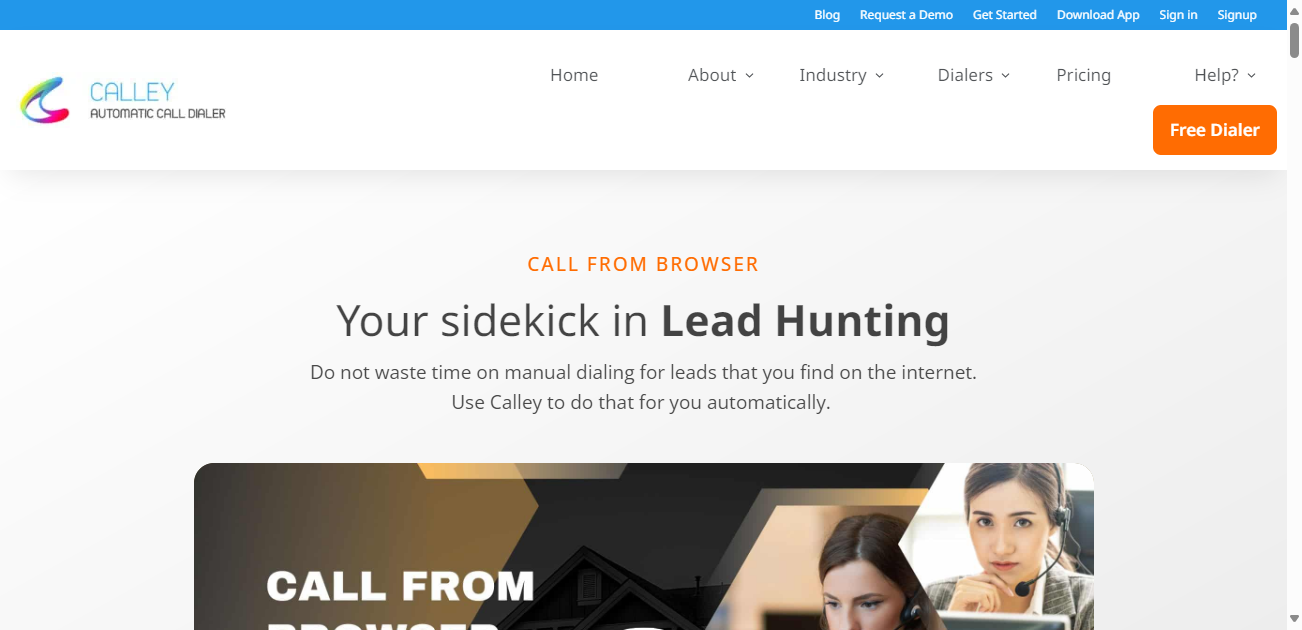 Blog Request a Demo Get Started Download App Sign in Signup
CALLEY
AUTOMATIC CALL DIALER
Home About Industry Dialers Pricing Help?
Free Dialer
CALL FROM BROWSER
Your sidekick in Lead Hunting
Do not waste time on manual dialing for leads that you find on the internet.
Use Calley to do that for you automatically.
CALL FROM
BROWSER